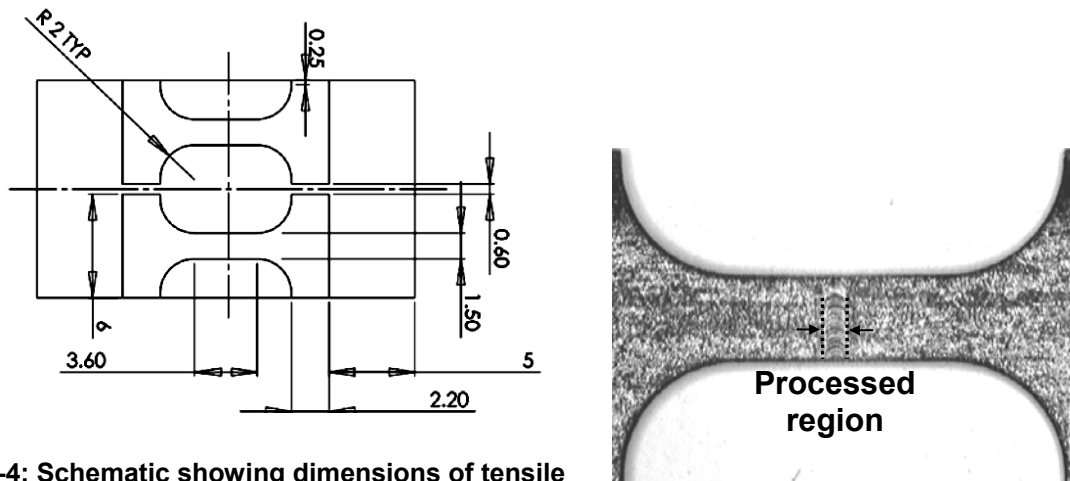 R 2 TYP
0.25
0.60
1.50
6
3.60
5
2.20
Processed
region
-4: Schematic showing dimensions of tensile